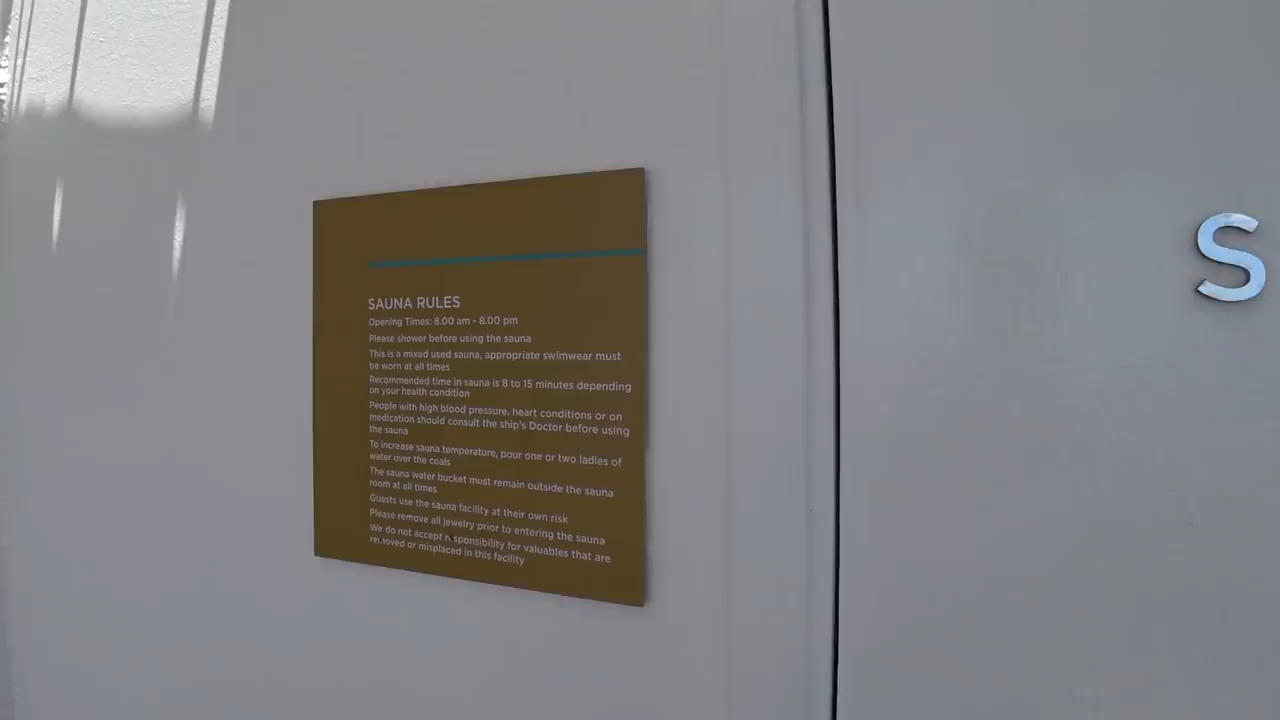 SAUNA RULES
Opening Times: 8.00 am - 8.00 pm
Please shower before using the sauna
This is a mixed used sauna, appropriate swimwear must
be worn at all times
Recommended time in sauna is 8 to 15 minutes depending
on your health condition
People with high blood pressure, heart conditions or on
medication should consult the ship's Doctor before using
the sauna
To increase sauna temperature, pour one or two ladles of
water over the coals
The sauna water bucket must remain outside the sauna
room at all times
Guests use the sauna facility at their own risk
Please remove all jewelry prior to entering the sauna
We do not accept responsibility for valuables that are
removed or misplaced in this facility
S